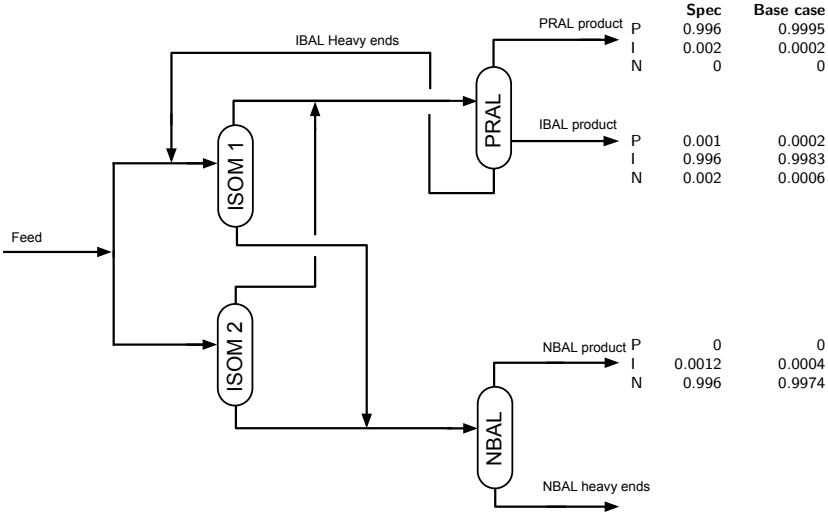 Spec Base case
PRAL product P 0.996 0.9995
I 0.002 0.0002
N 0 0
IBAL Heavy ends
PRAL
IBAL product P 0.001 0.0002
I 0.996 0.9983
N 0.002 0.0006
ISOM 1
Feed
ISOM 2
NBAL product P 0 0
I 0.0012 0.0004
N 0.996 0.9974
NBAL
NBAL heavy ends